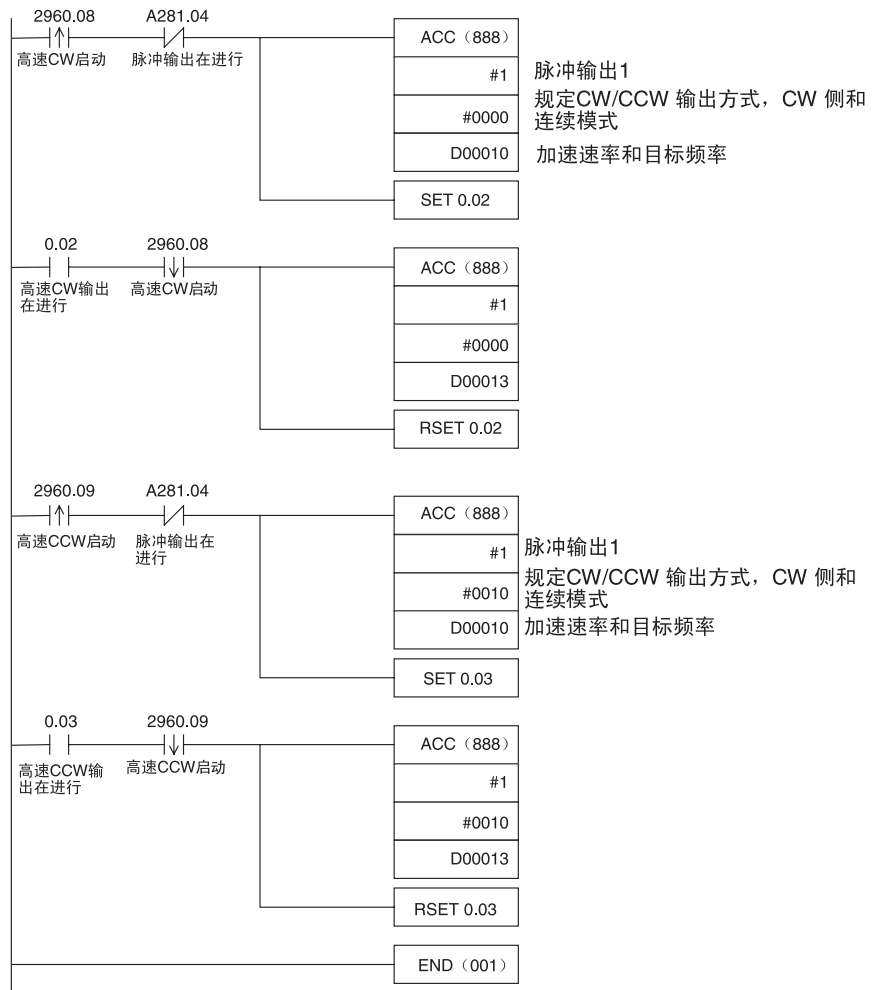 2960.08 A281.04
高速CW启动 脉冲输出在进行
ACC（888）
#1 脉冲输出1
#0000 规定CW/CCW 输出方式，CW 侧和
连续模式
D00010 加速速率和目标频率
SET 0.02
0.02 2960.08
高速CW输出 高速CW启动
在进行
ACC（888）
#1
#0000
D00013
RSET 0.02
2960.09 A281.04
高速CCW启动 脉冲输出在
进行
ACC（888）
#1 脉冲输出1
#0010 规定CW/CCW 输出方式，CW 侧和
连续模式
D00010 加速速率和目标频率
SET 0.03
0.03 2960.09
高速CCW输 高速CCW启动
出在进行
ACC（888）
#1
#0010
D00013
RSET 0.03
END（001）